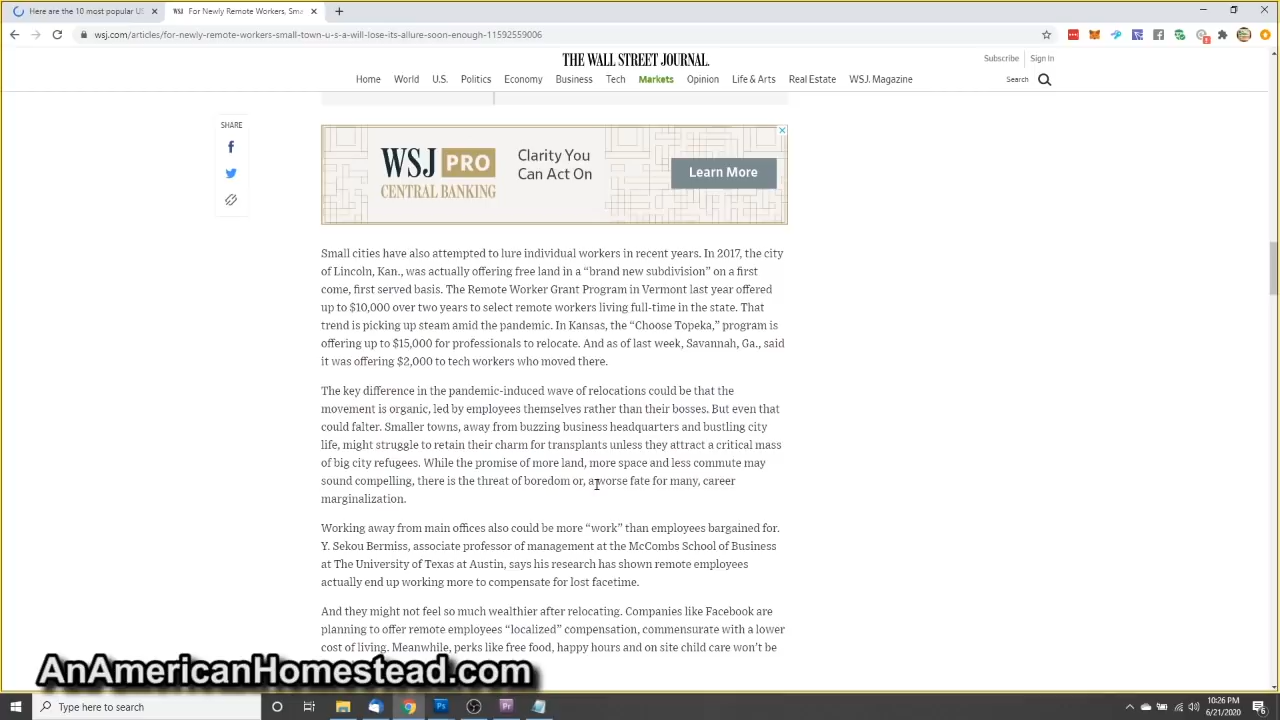 Here are the 10 most popular US
WSJ For Newly Remote Workers, Sma
wsj.com/articles/for-newly-remote-workers-small-town-u-s-a-will-lose-its-allure-soon-enough-11592559006
THE WALL STREET JOURNAL.
Subscribe Sign In
Home World U.S. Politics Economy Business Tech Markets Opinion Life & Arts Real Estate WSJ. Magazine
Search
SHARE
WSJ PRO
CENTRAL BANKING
Clarity You
Can Act On
Learn More
Small cities have also attempted to lure individual workers in recent years. In 2017, the city
of Lincoln, Kan., was actually offering free land in a “brand new subdivision” on a first
come, first served basis. The Remote Worker Grant Program in Vermont last year offered
up to $10,000 over two years to select remote workers living full-time in the state. That
trend is picking up steam amid the pandemic. In Kansas, the “Choose Topeka,” program is
offering up to $15,000 for professionals to relocate. And as of last week, Savannah, Ga., said
it was offering $2,000 to tech workers who moved there.
The key difference in the pandemic-induced wave of relocations could be that the
movement is organic, led by employees themselves rather than their bosses. But even that
could falter. Smaller towns, away from buzzing business headquarters and bustling city
life, might struggle to retain their charm for transplants unless they attract a critical mass
of big city refugees. While the promise of more land, more space and less commute may
sound compelling, there is the threat of boredom or, a worse fate for many, career
marginalization.
Working away from main offices also could be more “work” than employees bargained for.
Y. Sekou Bermiss, associate professor of management at the McCombs School of Business
at The University of Texas at Austin, says his research has shown remote employees
actually end up working more to compensate for lost facetime.
And they might not feel so much wealthier after relocating. Companies like Facebook are
planning to offer remote employees “localized” compensation, commensurate with a lower
cost of living. Meanwhile, perks like free food, happy hours and on site child care won’t be
AnAmericanHomestead.com
Type here to search
10:26 PM
6/21/2020